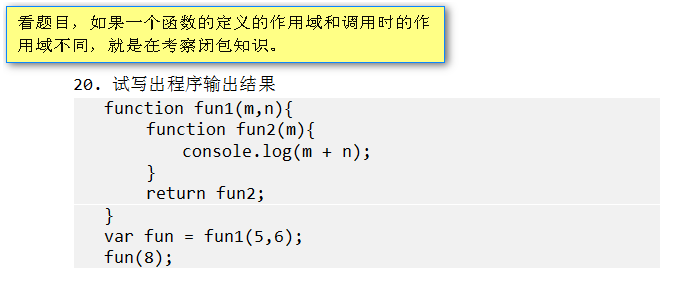 看题目，如果一个函数的定义的作用域和调用时的作
用域不同，就是在考察闭包知识。
20. 试写出程序输出结果
function fun1(m,n){
    function fun2(m){
        console.log(m + n);
    }
    return fun2;
}
var fun = fun1(5,6);
fun(8);